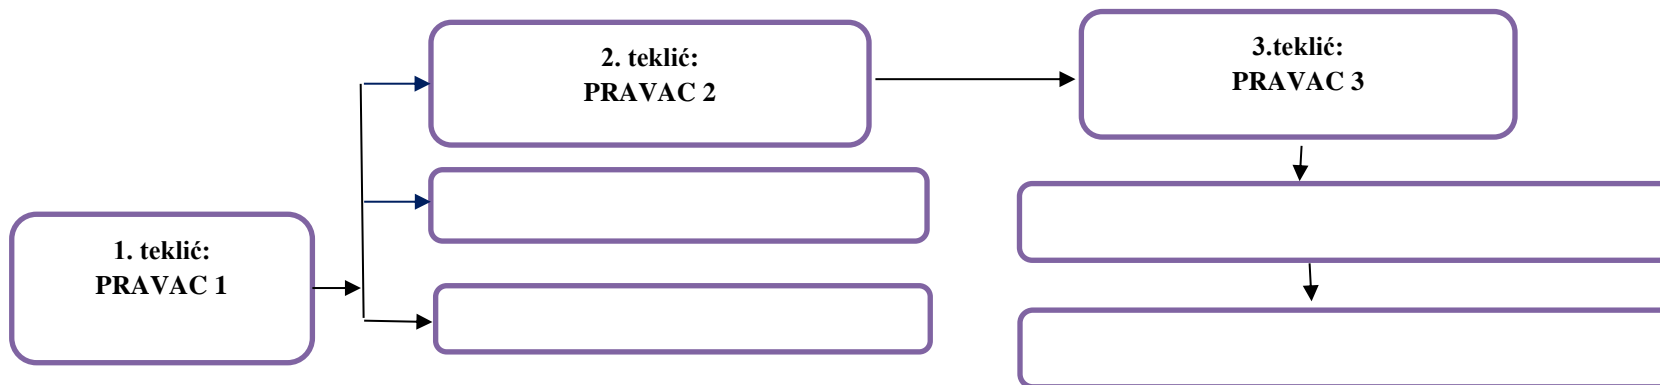 2. teklić:
PRAVAC 2
3.teklić:
PRAVAC 3
1. teklić:
PRAVAC 1